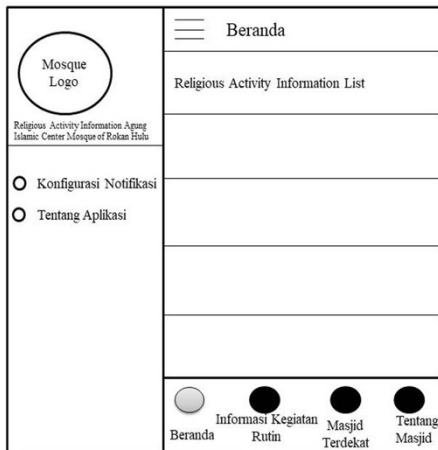 Mosque
Logo
Religious Activity Information Agung
Islamic Center Mosque of Rokan Hulu
Konfigurasi Notifikasi
Tentang Aplikasi
Beranda
Religious Activity Information List
Beranda
Informasi Kegiatan
Rutin
Masjid
Terdekat
Tentang
Masjid